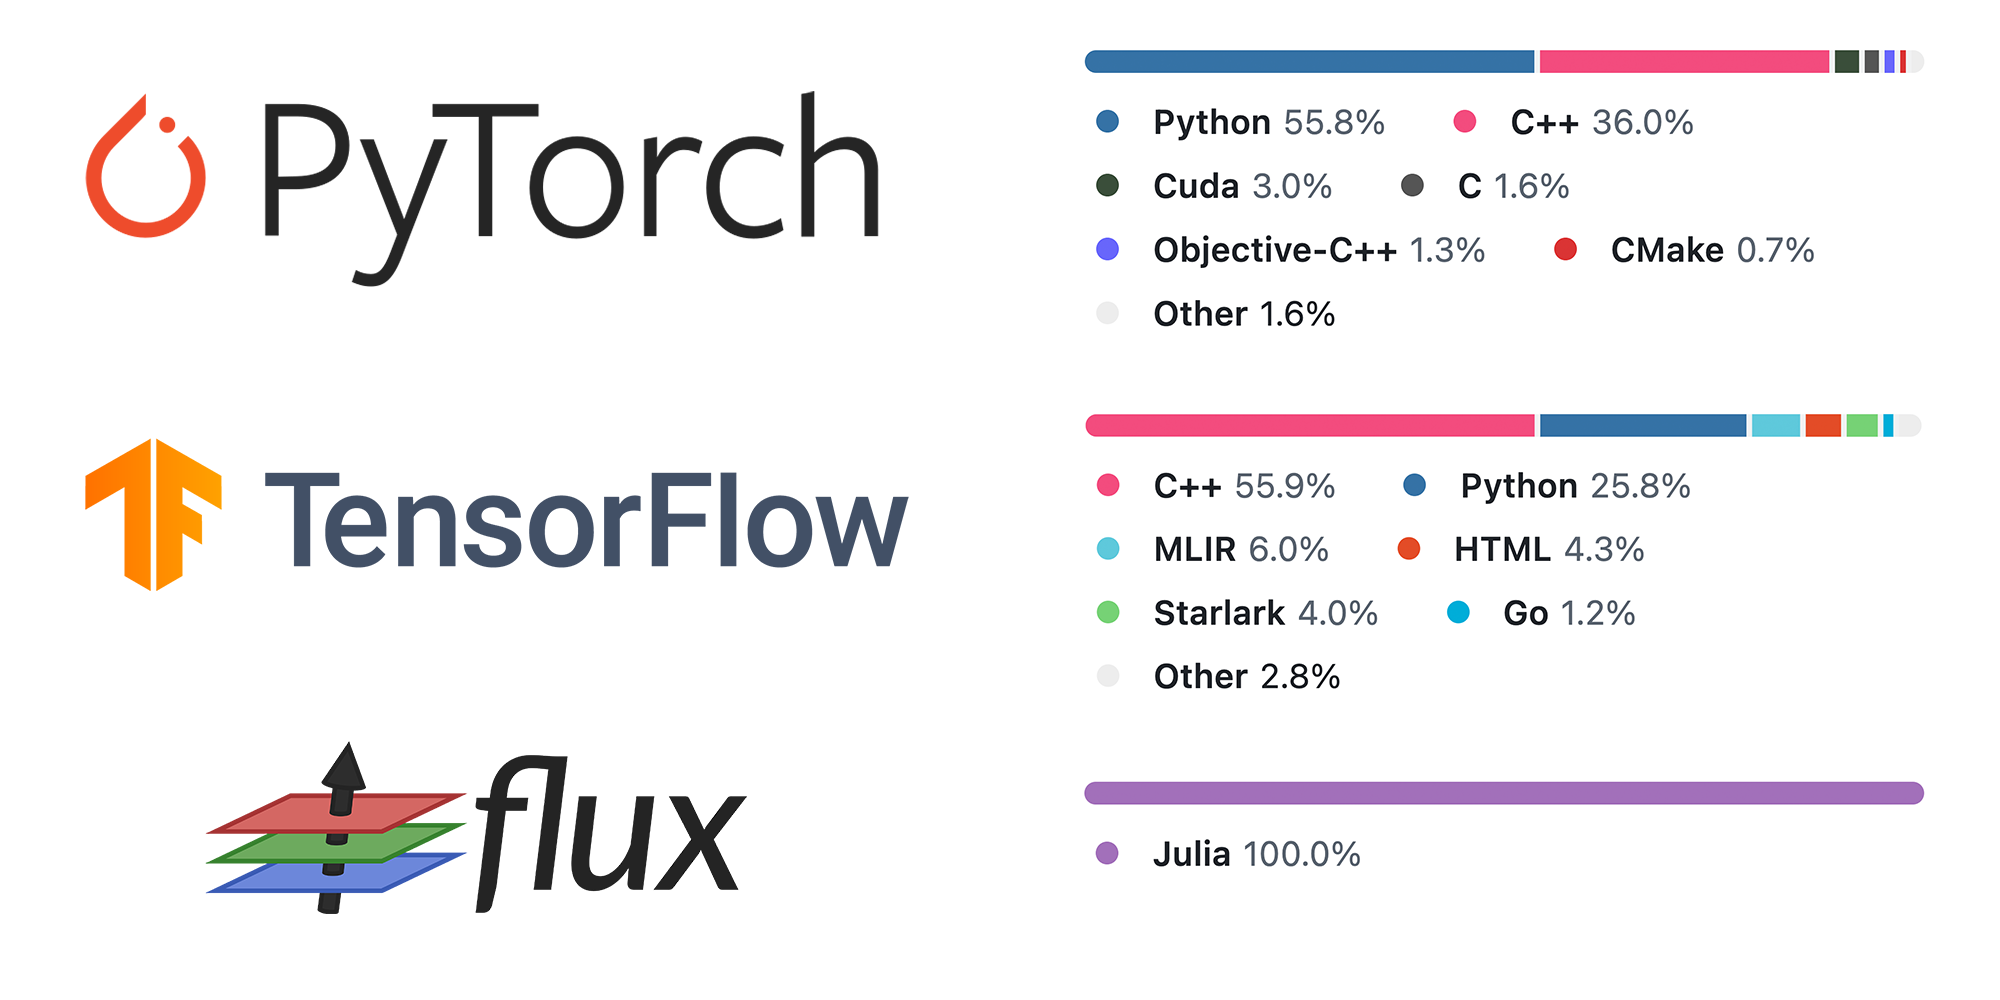 PyTorch
Python 55.8% C++ 36.0%
Cuda 3.0% C 1.6%
Objective-C++ 1.3% CMake 0.7%
Other 1.6%
TensorFlow
C++ 55.9% Python 25.8%
MLIR 6.0% HTML 4.3%
Starlark 4.0% Go 1.2%
Other 2.8%
flux
Julia 100.0%